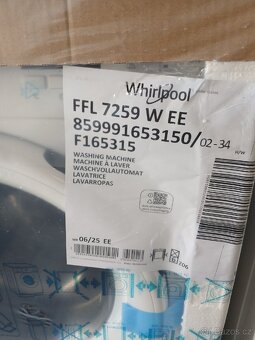 Whirlpool
FFL 7259 W EE
859991653150/02-34
F165315
WASHING MACHINE
MACHINE À LAVER
WASCHVOLLAUTOMAT
LAVATRICE
LAVARROPAS
06/25 EE